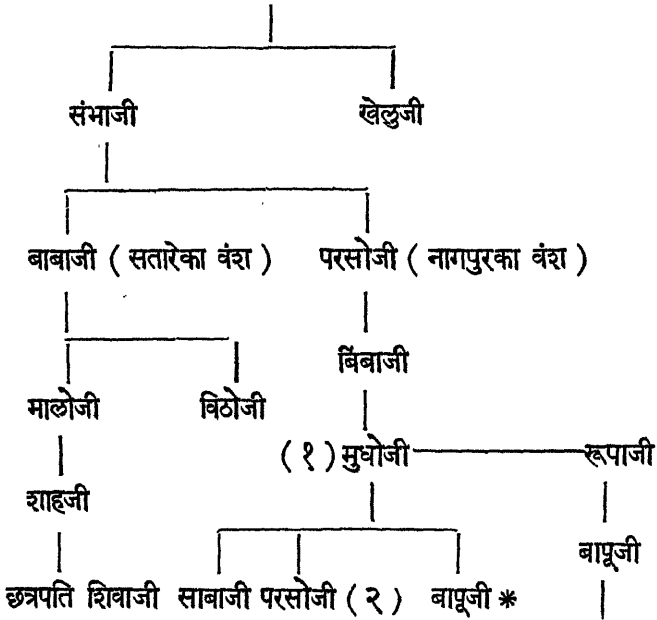 संभाजी खेलुजी
बाबाजी ( सतारेका वंश ) परसोजी ( नागपुरका वंश )
बिंबाजी
मालोजी विठोजी
( १ ) मुधोजी रूपाजी
शाहजी
बापूजी
छत्रपति शिवाजी साबाजी परसोजी ( २ ) बापूजी *